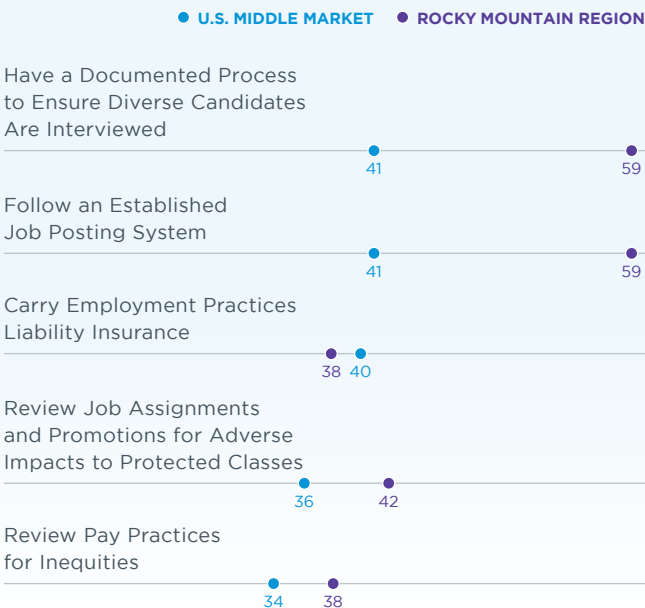 U.S. MIDDLE MARKET ROCKY MOUNTAIN REGION
Have a Documented Process
to Ensure Diverse Candidates
Are Interviewed
41 59
Follow an Established
Job Posting System
41 59
Carry Employment Practices
Liability Insurance
38 40
Review Job Assignments
and Promotions for Adverse
Impacts to Protected Classes
36 42
Review Pay Practices
for Inequities
34 38